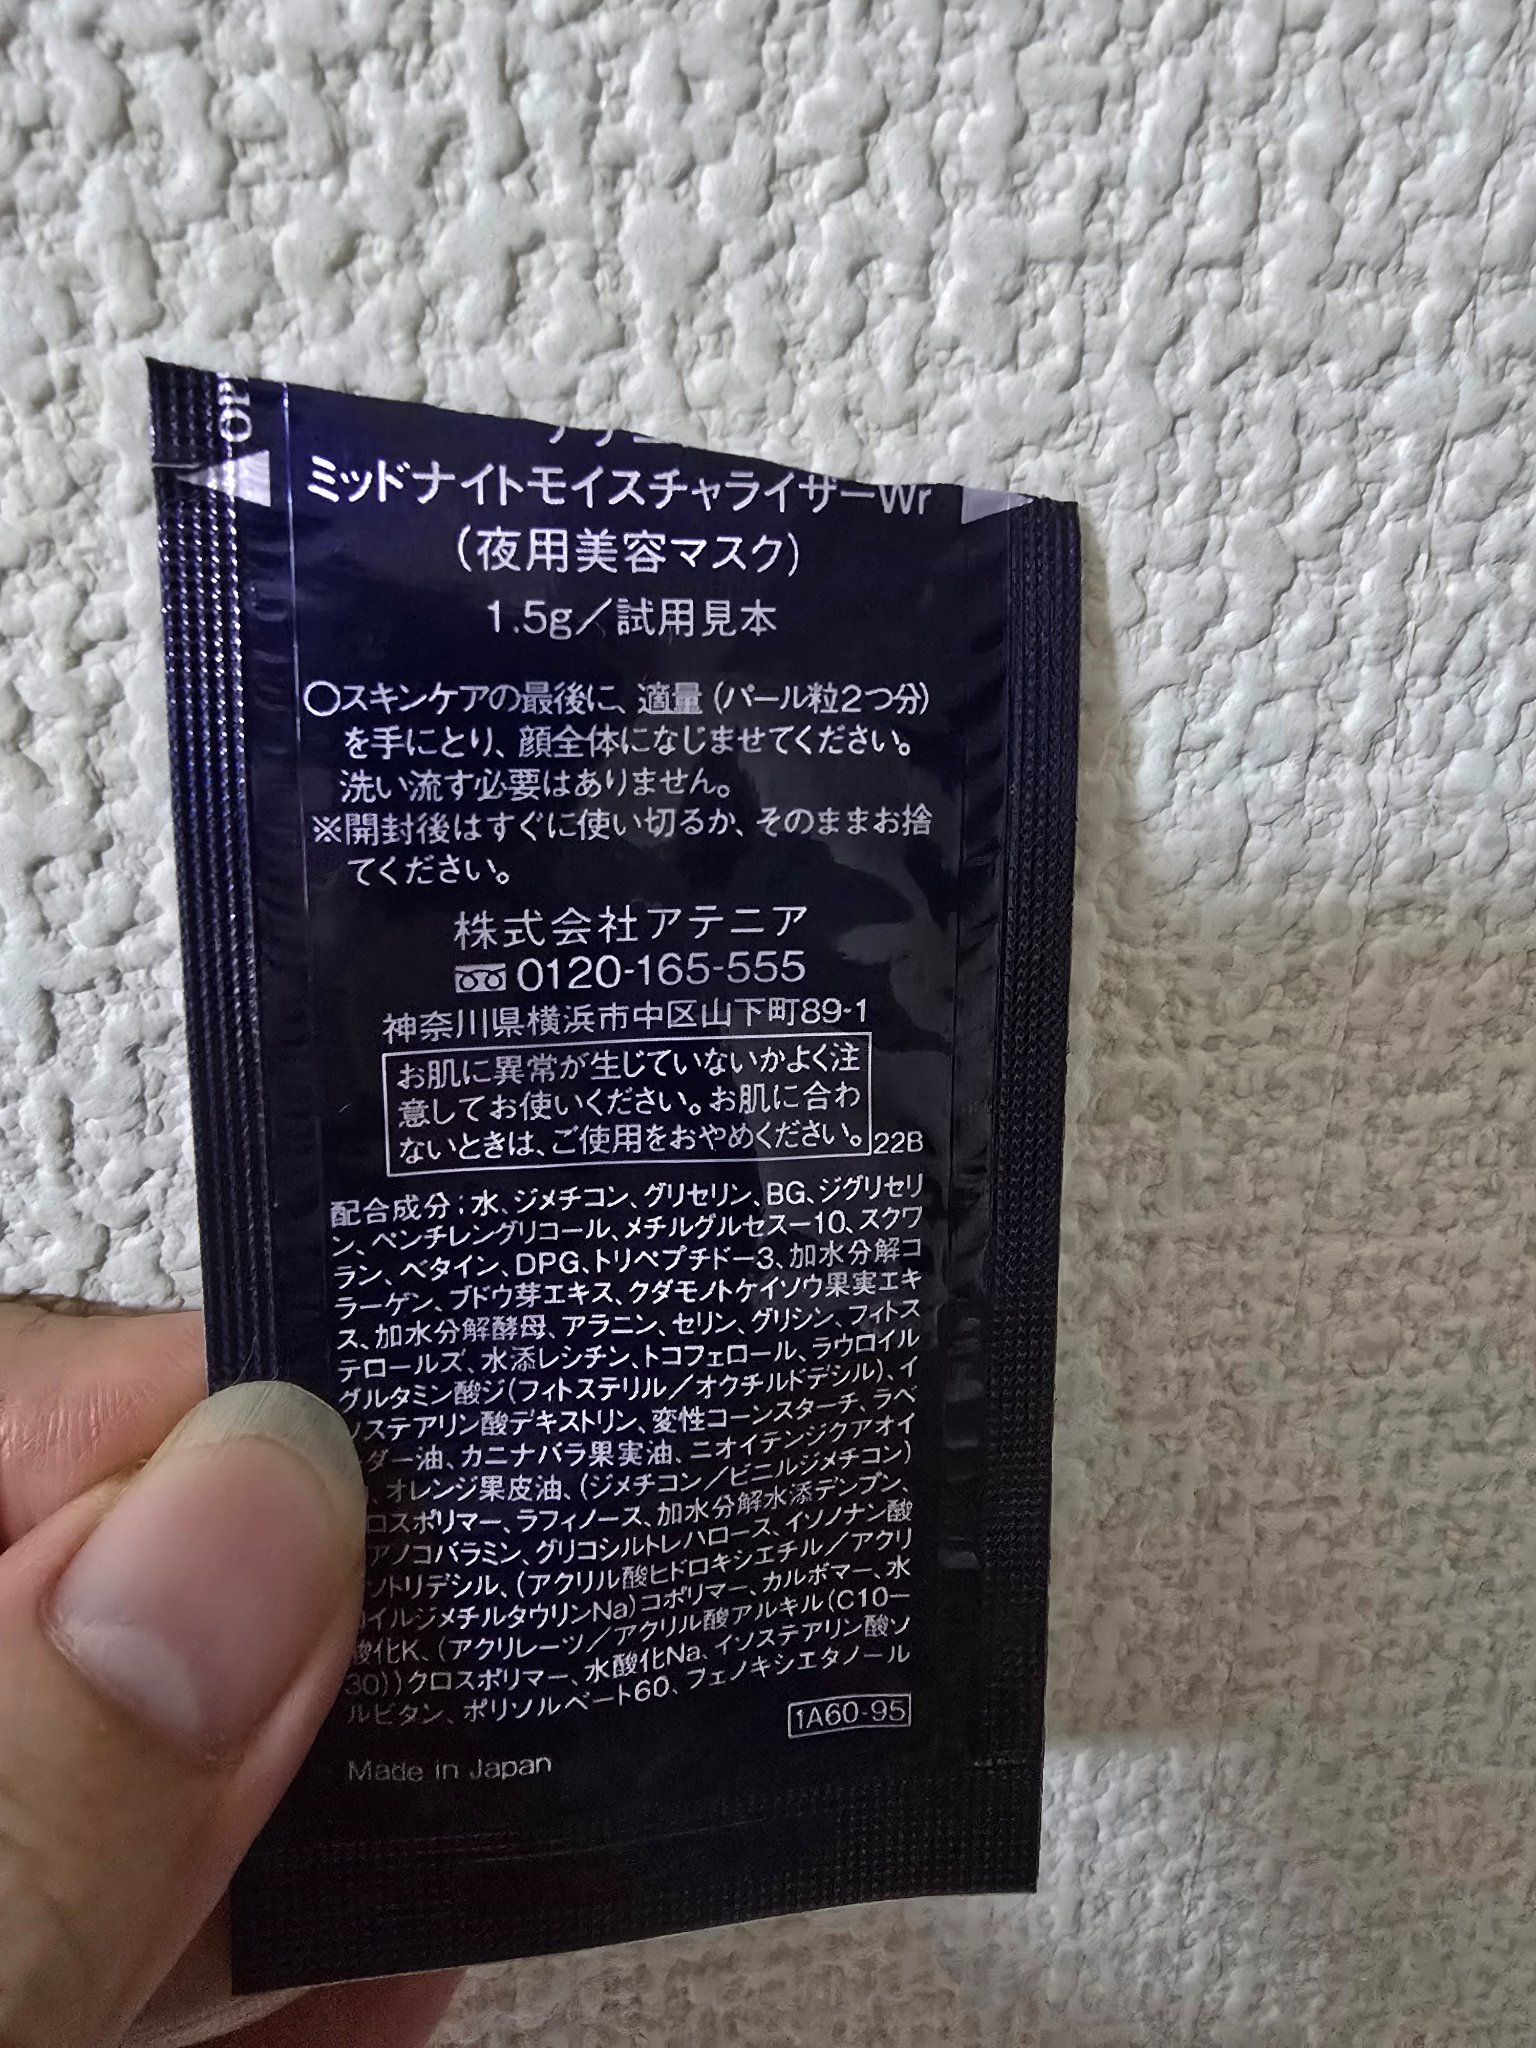 ミッドナイトモイスチャライザーWr
(夜用美容マスク)
1.5g／試用見本
○スキンケアの最後に、適量(パール粒2つ分)
を手にとり、顔全体になじませてください。
洗い流す必要はありません。
※開封後はすぐに使い切るか、そのままお捨
てください。
株式会社アテニア
0120-165-555
神奈川県横浜市中区山下町89-1
お肌に異常が生じていないかよく注
意してお使いください。お肌に合わ
ないときは、ご使用をおやめください。
22B
配合成分：水、ジメチコン、グリセリン、BG、ジグリセリ
ン、ペンチレングリコール、メチルグルセス-10、スクワ
ラン、ベタイン、DPG、トリペプチド-3、加水分解コ
ラーゲン、ブドウ芽エキス、クダモノトケイソウ果実エキ
ス、加水分解酵母、アラニン、セリン、グリシン、フィトス
テロールズ、水添レシチン、トコフェロール、ラウロイル
グルタミン酸ジ(フィトステリル／オクチルドデシル)、イ
ソステアリン酸デキストリン、変性コーンスターチ、ラベ
ダー油、カニナバラ果実油、ニオイテンジクアオイ
、オレンジ果皮油、(ジメチコン／ビニルジメチコン)
ロスポリマー、ラフィノース、加水分解水添デンプン、
アノコバラミン、グリコシルトレハロース、イソノナン酸
ソトリデシル、(アクリル酸ヒドロキシエチル／アクリ
イルジメチルタウリンNa)コポリマー、カルボマー、水
酸化K、(アクリレーツ／アクリル酸アルキル(C10-
30))クロスポリマー、水酸化Na、イソステアリン酸ソ
ルビタン、ポリソルベート60、フェノキシエタノール
1A60-95
Made in Japan